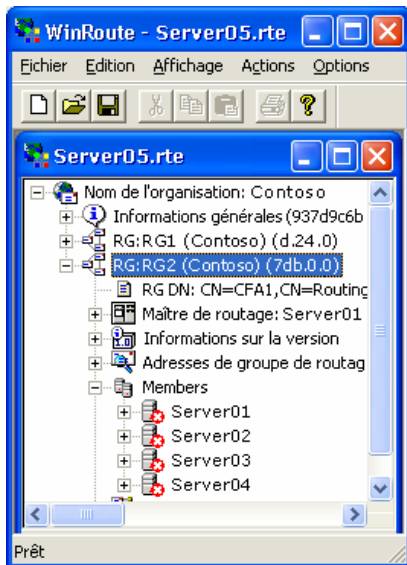 WinRoute - Server05.rte
Fichier Edition Affichage Actions Options
Server05.rte
Nom de l'organisation: Contoso
Informations générales (937d9c6b
RG:RG1 (Contoso) (d.24.0)
RG:RG2 (Contoso) (7db.0.0)
RG DN: CN=CFA1,CN=Routing
Maître de routage: Server01
Informations sur la version
Adresses de groupe de routag
Members
Server01
Server02
Server03
Server04
Prêt